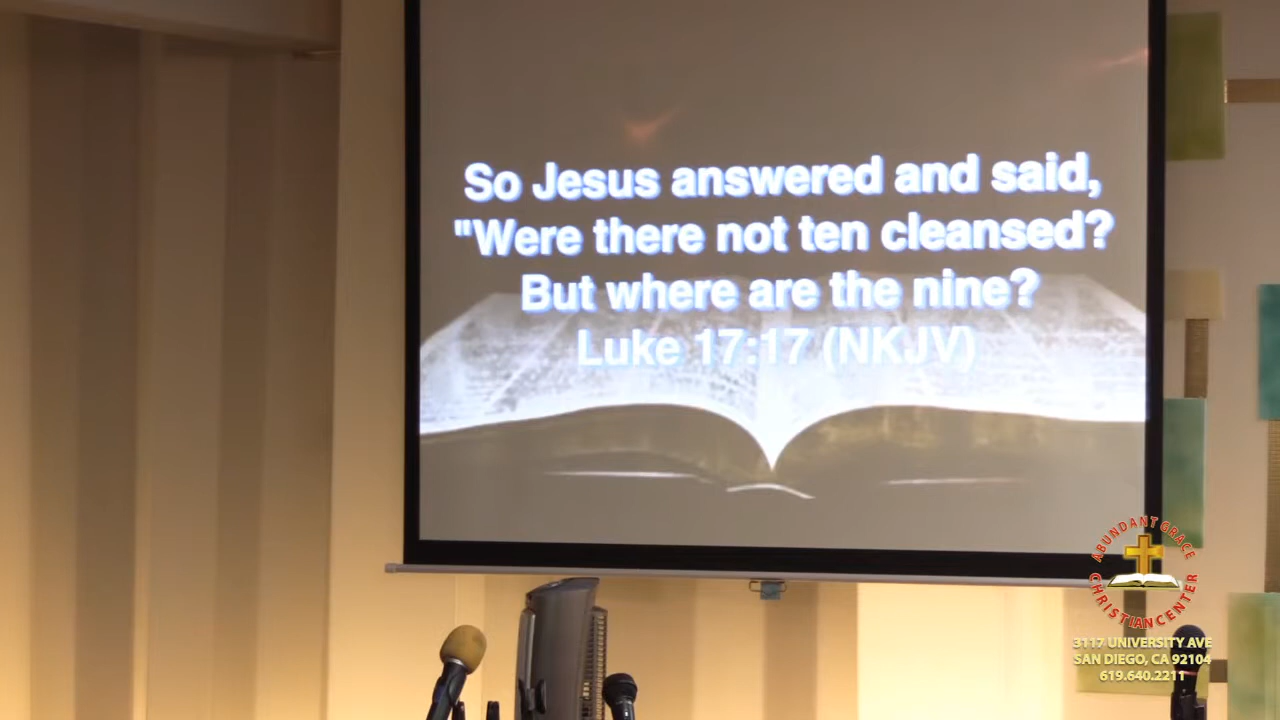 So Jesus answered and said,
"Were there not ten cleansed?
But where are the nine?
Luke 17:17 (NKJV)
ABUNDANT GRACE
CHRISTIAN CENTER
3117 UNIVERSITY AVE
SAN DIEGO, CA 92104
619.640.2211